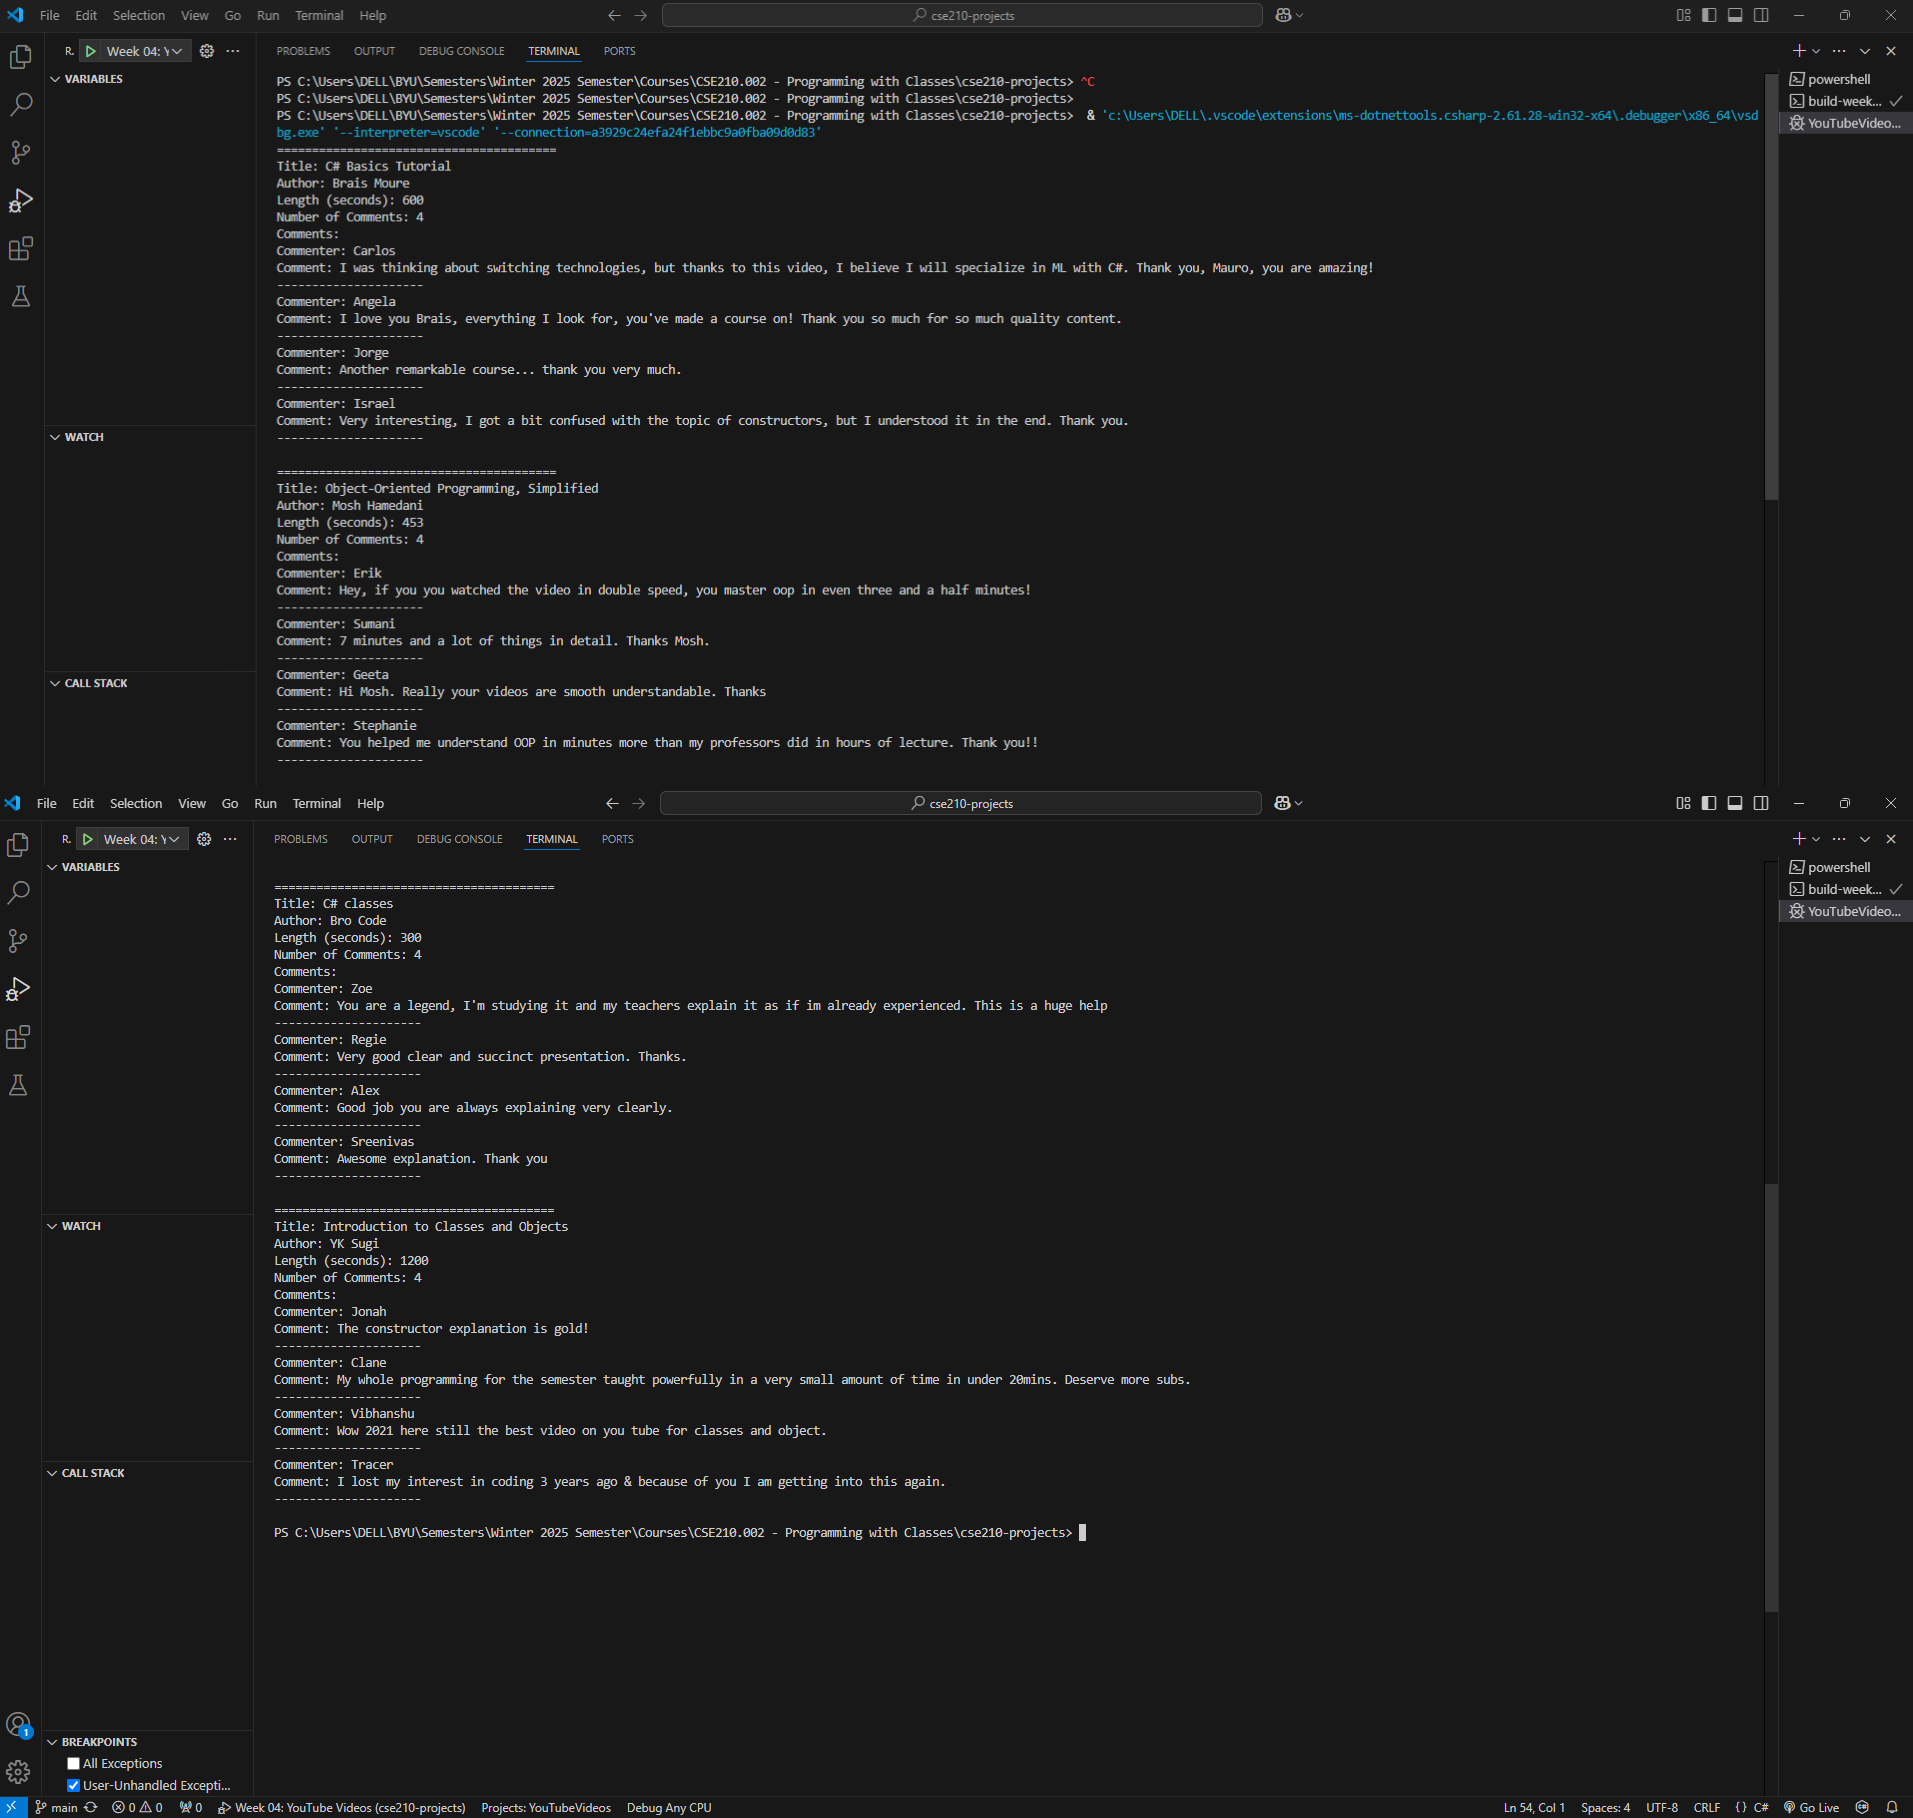 File Edit Selection View Go Run Terminal Help cse210-projects
R. Week 04: Y PROBLEMS OUTPUT DEBUG CONSOLE TERMINAL PORTS
VARIABLES
PS C:\Users\DELL\BYU\Semesters\Winter 2025 Semester\Courses\CSE210.002 - Programming with Classes\cse210-projects> ^C
PS C:\Users\DELL\BYU\Semesters\Winter 2025 Semester\Courses\CSE210.002 - Programming with Classes\cse210-projects>
PS C:\Users\DELL\BYU\Semesters\Winter 2025 Semester\Courses\CSE210.002 - Programming with Classes\cse210-projects>  & 'c:\Users\DELL\.vscode\extensions\ms-dotnettools.csharp-2.61.28-win32-x64\.debugger\x86_64\vsd
bg.exe' '--interpreter=vscode' '--connection=a3929c24efa24f1ebbc9a0fba09d0d83'
========================================
Title: C# Basics Tutorial
Author: Brais Moure
Length (seconds): 600
Number of Comments: 4
Comments:
Commenter: Carlos
Comment: I was thinking about switching technologies, but thanks to this video, I believe I will specialize in ML with C#. Thank you, Mauro, you are amazing!
---------------------
Commenter: Angela
Comment: I love you Brais, everything I look for, you've made a course on! Thank you so much for so much quality content.
---------------------
Commenter: Jorge
Comment: Another remarkable course... thank you very much.
---------------------
Commenter: Israel
Comment: Very interesting, I got a bit confused with the topic of constructors, but I understood it in the end. Thank you.
---------------------
========================================
Title: Object-Oriented Programming, Simplified
Author: Mosh Hamedani
Length (seconds): 453
Number of Comments: 4
Comments:
Commenter: Erik
Comment: Hey, if you you watched the video in double speed, you master oop in even three and a half minutes!
---------------------
Commenter: Sumani
Comment: 7 minutes and a lot of things in detail. Thanks Mosh.
---------------------
Commenter: Geeta
Comment: Hi Mosh. Really your videos are smooth understandable. Thanks
---------------------
Commenter: Stephanie
Comment: You helped me understand OOP in minutes more than my professors did in hours of lecture. Thank you!!
---------------------
WATCH
CALL STACK
powershell
build-week...
YouTubeVideo...
File Edit Selection View Go Run Terminal Help cse210-projects
R. Week 04: Y PROBLEMS OUTPUT DEBUG CONSOLE TERMINAL PORTS
VARIABLES
========================================
Title: C# classes
Author: Bro Code
Length (seconds): 300
Number of Comments: 4
Comments:
Commenter: Zoe
Comment: You are a legend, I'm studying it and my teachers explain it as if im already experienced. This is a huge help
---------------------
Commenter: Regie
Comment: Very good clear and succinct presentation. Thanks.
---------------------
Commenter: Alex
Comment: Good job you are always explaining very clearly.
---------------------
Commenter: Sreenivas
Comment: Awesome explanation. Thank you
---------------------
========================================
Title: Introduction to Classes and Objects
Author: YK Sugi
Length (seconds): 1200
Number of Comments: 4
Comments:
Commenter: Jonah
Comment: The constructor explanation is gold!
---------------------
Commenter: Clane
Comment: My whole programming for the semester taught powerfully in a very small amount of time in under 20mins. Deserve more subs.
---------------------
Commenter: Vibhanshu
Comment: Wow 2021 here still the best video on you tube for classes and object.
---------------------
Commenter: Tracer
Comment: I lost my interest in coding 3 years ago & because of you I am getting into this again.
---------------------
PS C:\Users\DELL\BYU\Semesters\Winter 2025 Semester\Courses\CSE210.002 - Programming with Classes\cse210-projects>
WATCH
CALL STACK
powershell
build-week...
YouTubeVideo...
1
BREAKPOINTS
All Exceptions
User-Unhandled Excepti...
main 0 0 0 Week 04: YouTube Videos (cse210-projects) Projects: YouTubeVideos Debug Any CPU Ln 54, Col 1 Spaces: 4 UTF-8 CRLF {} C# Go Live